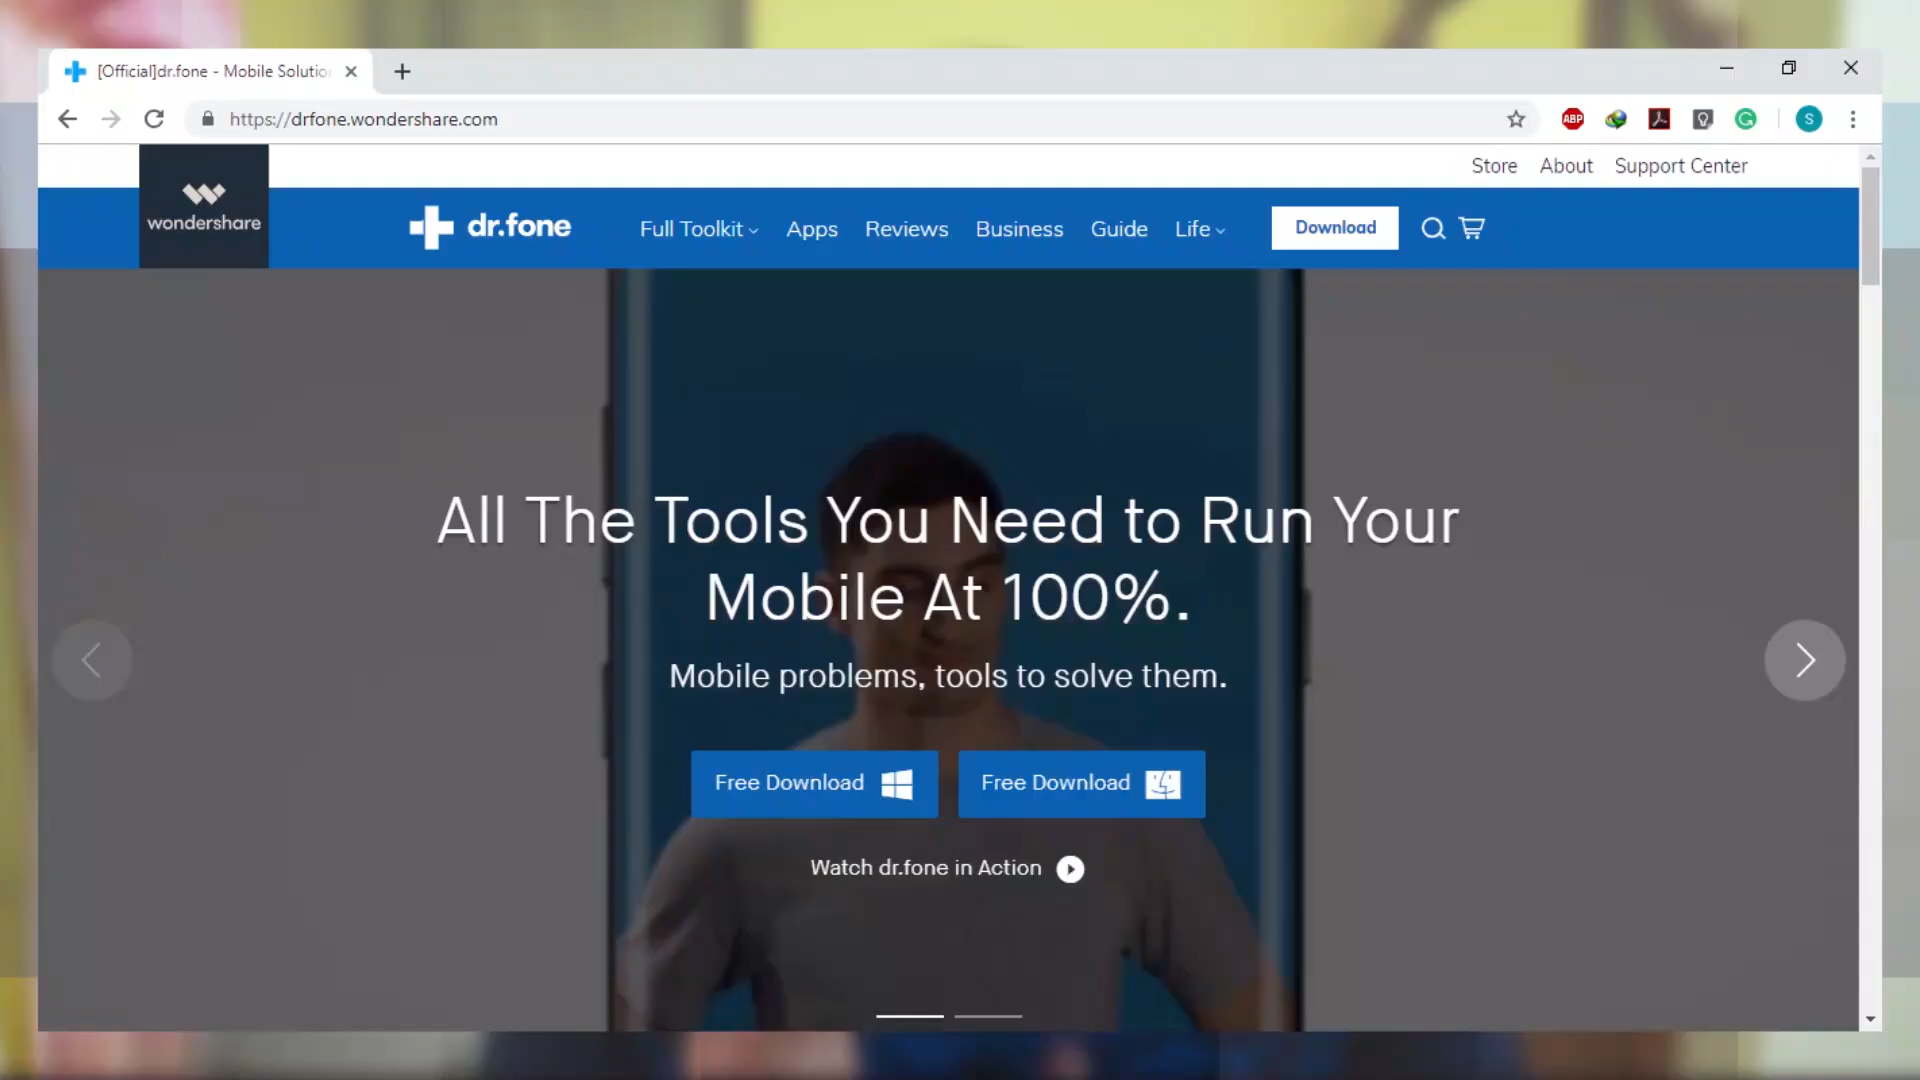 [Official]dr.fone - Mobile Solutio
https://drfone.wondershare.com
ABP
S
Store About Support Center
wondershare
dr.fone
Full Toolkit Apps Reviews Business Guide Life Download
All The Tools You Need to Run Your
Mobile At 100%.
Mobile problems, tools to solve them.
Free Download Free Download
Watch dr.fone in Action